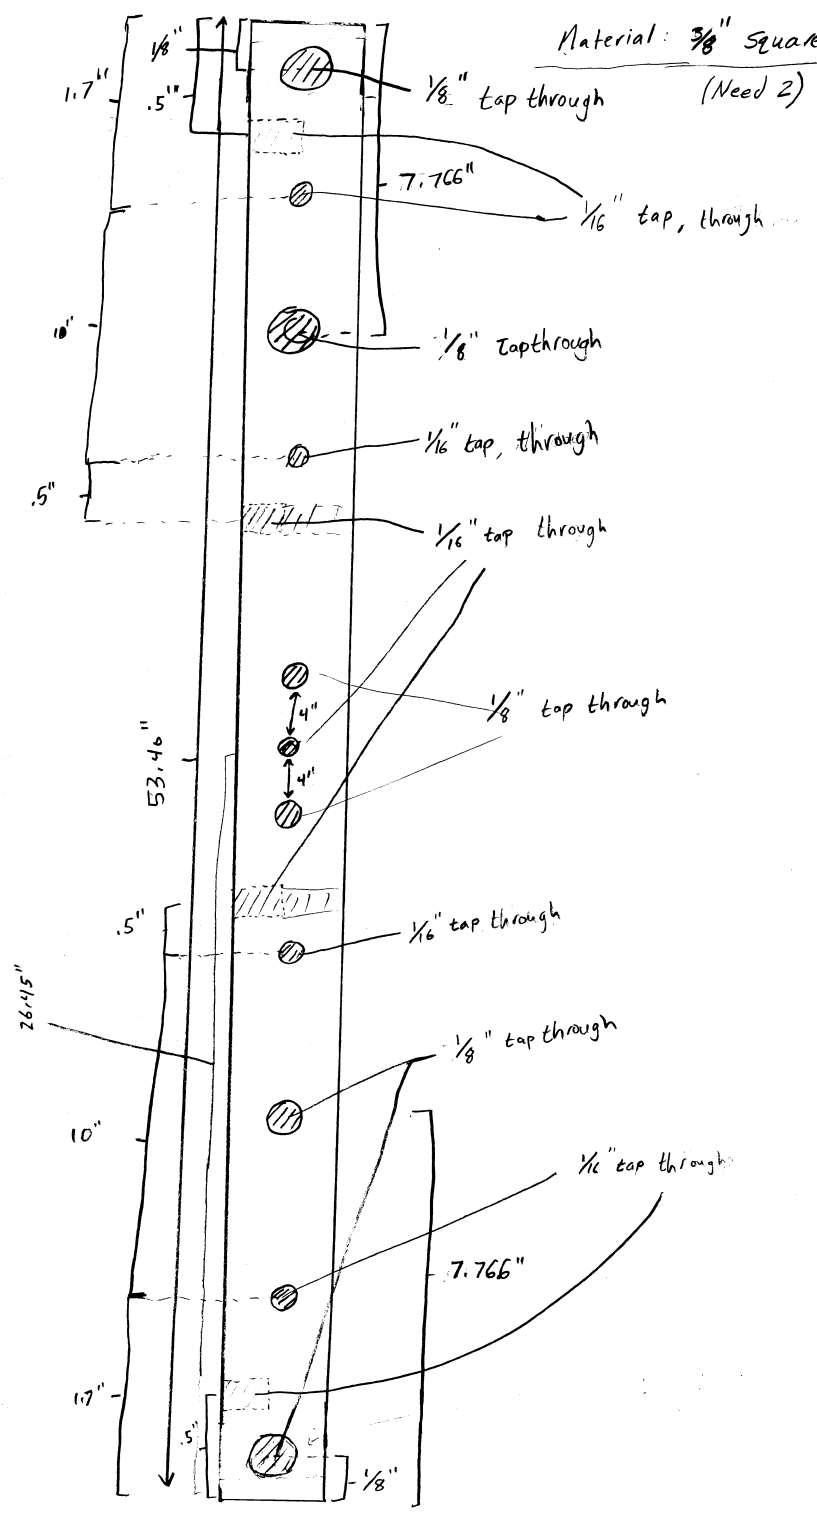 Material: 3/8" Square
(Need 2)
1/8"
1.7"
.5"
1/8" tap through
7.766"
1/16" tap, through
10"
1/8" Tapthrough
1/16" tap, through
.5"
1/16" tap through
4"
1/8" tap through
53.40"
4"
.5"
1/16" tap through
26.45"
1/8" tap through
10"
1/16" tap through
7.766"
1.7"
.5"
1/8"